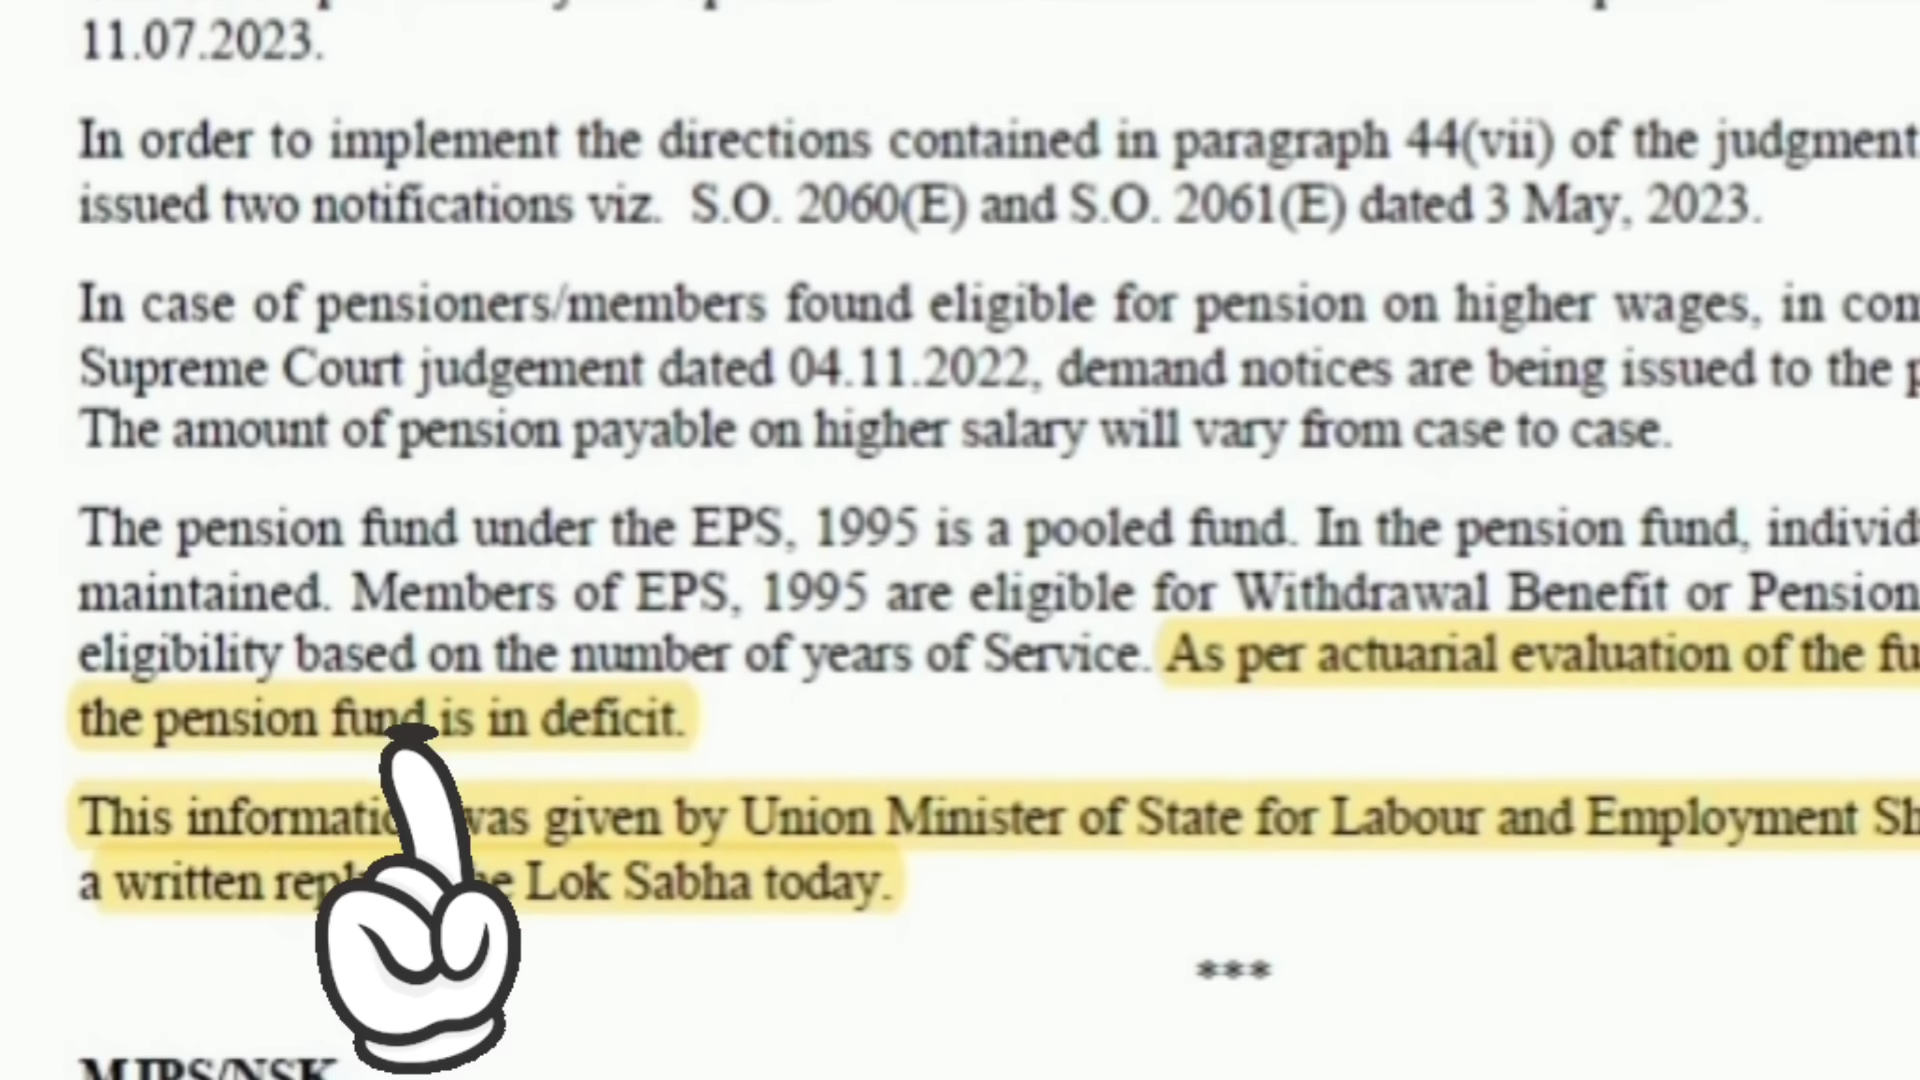 11.07.2023.
In order to implement the directions contained in paragraph 44(vii) of the judgment
issued two notifications viz. S.O. 2060(E) and S.O. 2061(E) dated 3 May, 2023.
In case of pensioners/members found eligible for pension on higher wages, in
Supreme Court judgement dated 04.11.2022, demand notices are being issued to the
The amount of pension payable on higher salary will vary from case to case.
The pension fund under the EPS, 1995 is a pooled fund. In the pension fund,
maintained. Members of EPS, 1995 are eligible for Withdrawal Benefit or Pension
eligibility based on the number of years of Service. As per actuarial evaluation of the
the pension fund is in deficit.
This was given by Union Minister of State for Labour and Employment
a written Lok Sabha today.
***
MJPS/NSK